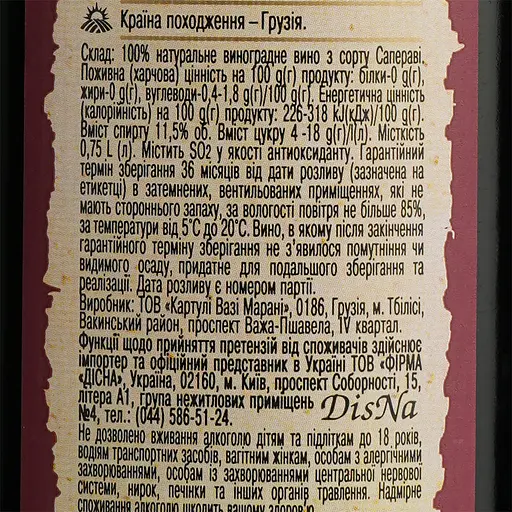 Країна походження – Грузія.
Склад: 100% натуральне виноградне вино з сорту Сапераві.
Поживна (харчова) цінність на 100 g(г) продукту: білки-0 g(г),
жири-0 g(г), вуглеводи-0,4-1,8 g(г)/100 g(г). Енергетична цінність
(калорійність) на 100 g(г) продукту: 226-318 KJ(кДж)/100 g(г).
Вміст спирту 11,5% об. Вміст цукру 4 -18 g(г)/l(л). Місткість
0,75 L (л). Містить SO2 у якості антиоксиданту. Гарантійний
термін зберігання 36 місяців від дати розливу (зазначена на
етикетці) в затемнених, вентильованих приміщеннях, які не
мають стороннього запаху, за вологості повітря не більше 85%,
за температури від 5°С до 20°С. Вино, в якому після закінчення
гарантійного терміну зберігання не з’явилося помутніння чи
видимого осаду, придатне для подальшого зберігання та
реалізації. Дата розливу є номером партії.
Виробник: ТОВ «Картулі Вазі Марані», 0186, Грузія, м. Тбілісі,
Вакинський район, проспект Важа-Пшавела, IV квартал.
Функції щодо прийняття претензій від споживачів здійснює
імпортер та офіційний представник в Україні ТОВ «ФІРМА
«ДІСНА», Україна, 02160, м. Київ, проспект Соборності, 15,
літера А1, група нежитлових приміщень
№4, тел.: (044) 586-51-24.
DisNa
Не дозволено вживання алкоголю дітям та підліткам до 18 років,
водіям транспортних засобів, вагітним жінкам, особам з алергічними
захворюваннями, особам із захворюваннями центральної нервової
системи, нирок, печінки та інших органів травлення. Надмірне
споживання алкоголю шкодить вашому здоров'ю.